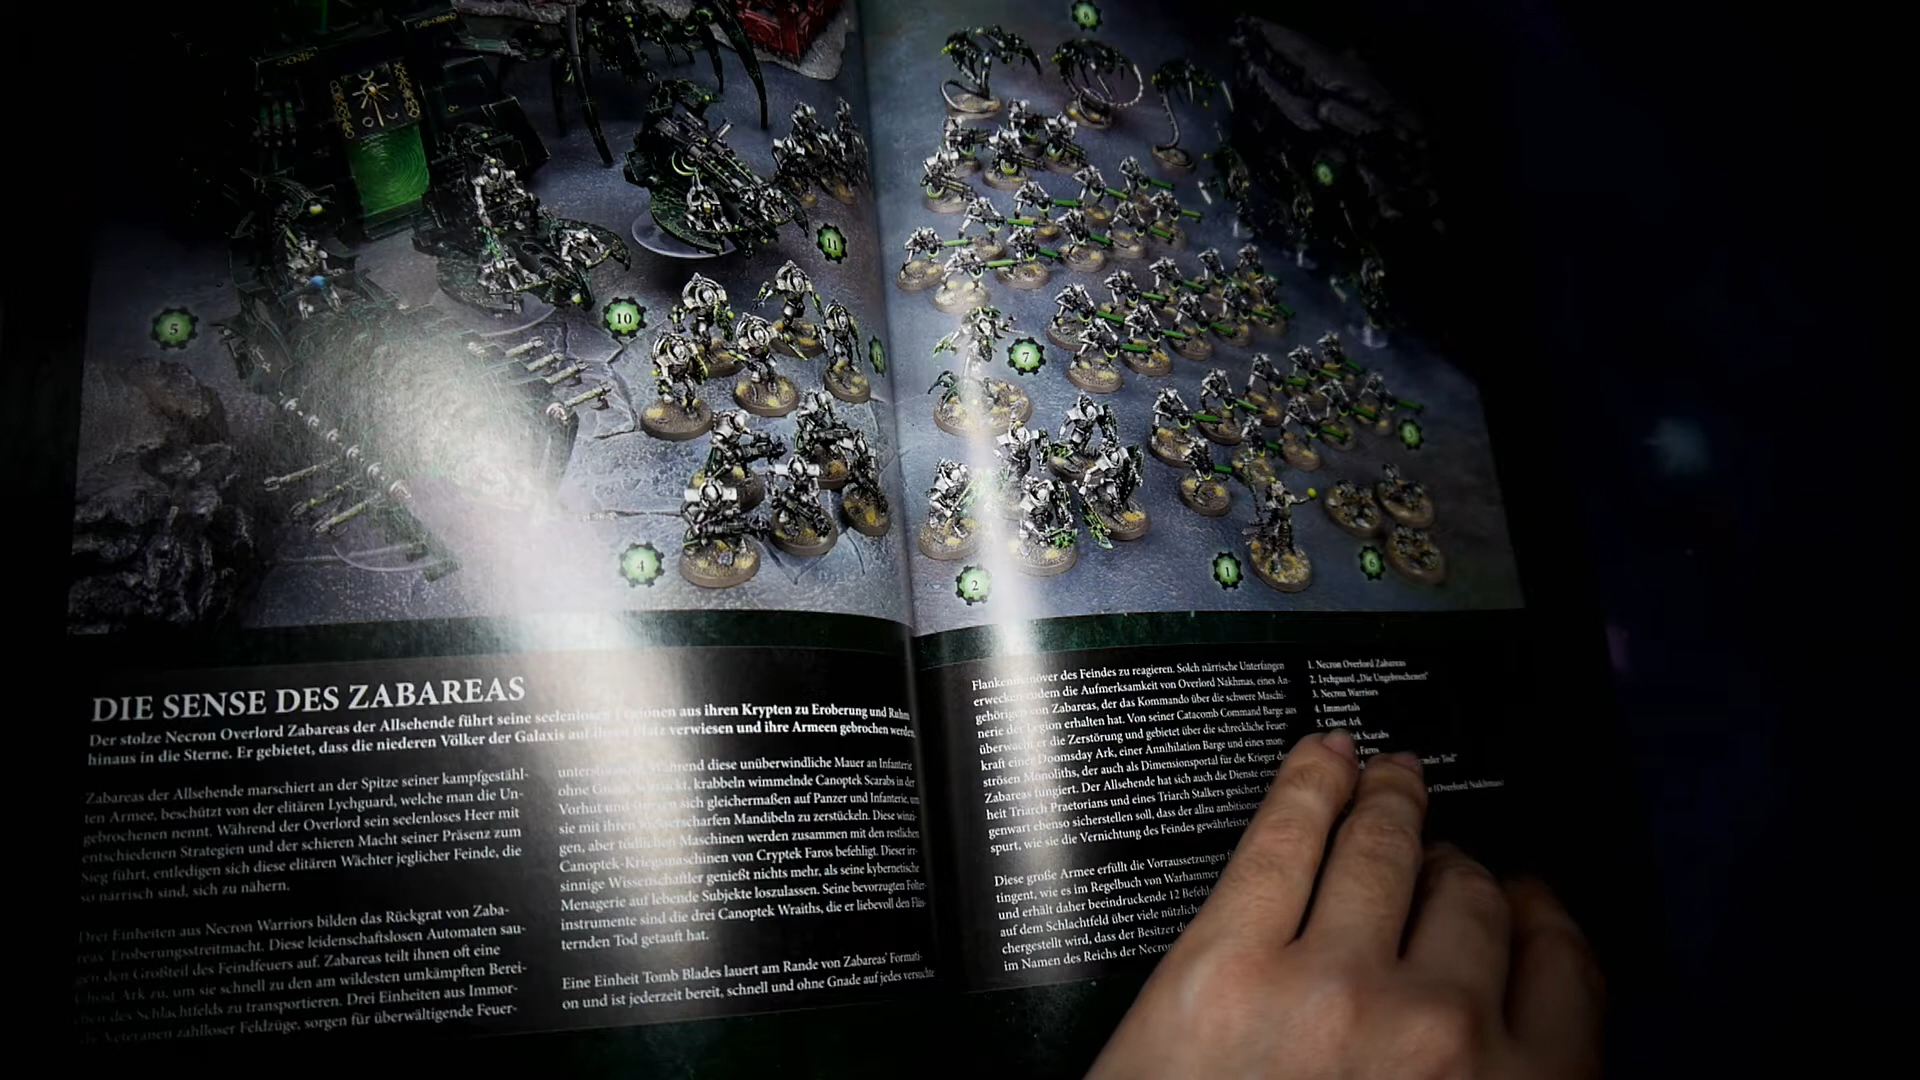 8
11
5
10
7
4
2
1
6
DIE SENSE DES ZABAREAS
Der stolze Necron Overlord Zabareas der Allsehende führt seine seelenlosen Legionen aus ihren Krypten zu Eroberung und Ruhm
hinaus in die Sterne. Er gebietet, dass die niederen Völker der Galaxis auf ihren Platz verwiesen und ihre Armeen gebrochen werden.
Zabareas der Allsehende marschiert an der Spitze seiner kampfgestähl-
ten Armee, beschützt von der elitären Lychguard, welche man die Un-
gebrochenen nennt. Während der Overlord sein seelenloses Heer mit
entschiedenen Strategien und der schieren Macht seiner Präsenz zum
Sieg führt, entledigen sich diese elitären Wächter jeglicher Feinde, die
so närrisch sind, sich zu nähern.
Drei Einheiten aus Necron Warriors bilden das Rückgrat von Zaba-
reas' Eroberungsstreitmacht. Diese leidenschaftslosen Automaten sau-
gen den Großteil des Feindfeuers auf. Zabareas teilt ihnen oft eine
Ghost Ark zu, um sie schnell zu den am wildesten umkämpften Berei-
chen des Schlachtfelds zu transportieren. Drei Einheiten aus Immor-
Veteranen zahlloser Feldzüge, sorgen für überwältigende Feuer-
Während diese unüberwindliche Mauer an Infanterie
ohne Gnade vorrückt, krabbeln wimmelnde Canoptek Scarabs in der
Vorhut und stürzen sich gleichermaßen auf Panzer und Infanterie, um
sie mit ihren Mandibeln zu zerstückeln. Diese winzi-
gen, aber tödlichen Maschinen werden zusammen mit den restlichen
Canoptek-Kriegsmaschinen von Cryptek Faros befehligt. Dieser irr-
sinnige Wissenschaftler genießt nichts mehr, als seine kybernetische
Menagerie auf lebende Subjekte loszulassen. Seine bevorzugten Folter-
instrumente sind die drei Canoptek Wraiths, die er liebevoll den Flüs-
ternden Tod getauft hat.
Eine Einheit Tomb Blades lauert am Rande von Zabareas' Formati-
on und ist jederzeit bereit, schnell und ohne Gnade auf jedes versuchte
Flankenmanöver des Feindes zu reagieren. Solch närrische Unterfangen
erwecken zudem die Aufmerksamkeit von Overlord Nakhmas, eines An-
gehörigen von Zabareas, der das Kommando über die schwere Maschi-
nerie der Legion erhalten hat. Von seiner Catacomb Command Barge aus
überwacht er die Zerstörung und gebietet über die schreckliche Feuer-
kraft einer Doomsday Ark, einer Annihilation Barge und eines mon-
strösen Monoliths, der auch als Dimensionsportal für die Krieger des
Zabareas fungiert. Der Allsehende hat sich auch die Dienste einer
heit Triarch Praetorians und eines Triarch Stalkers gesichert,
genwart ebenso sicherstellen soll, dass der allzu ambitionierte
spurt, wie sie die Vernichtung des Feindes gewährleistet
Diese große Armee erfüllt die Vorraussetzungen
tingent, wie es im Regelbuch von Warhammer
und erhält daher beeindruckende 12
auf dem Schlachtfeld über viele nützliche
chergestellt wird, dass der Besitzer
im Namen des Reichs der Necron
1. Necron Overlord Zabareas
2. Lychguard „Die Ungebrochenen“
3. Necron Warriors
4. Immortals
5. Ghost Ark
Scarabs
Faros
Tod“
(Overlord Nakhmas)